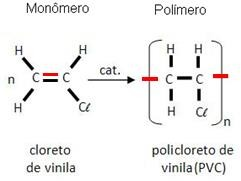 Monômero
Polímero
H H
n C = C
H Cℓ
cat.
H H
C — C
H Cℓ
n
cloreto
de vinila
policloreto de
vinila (PVC)